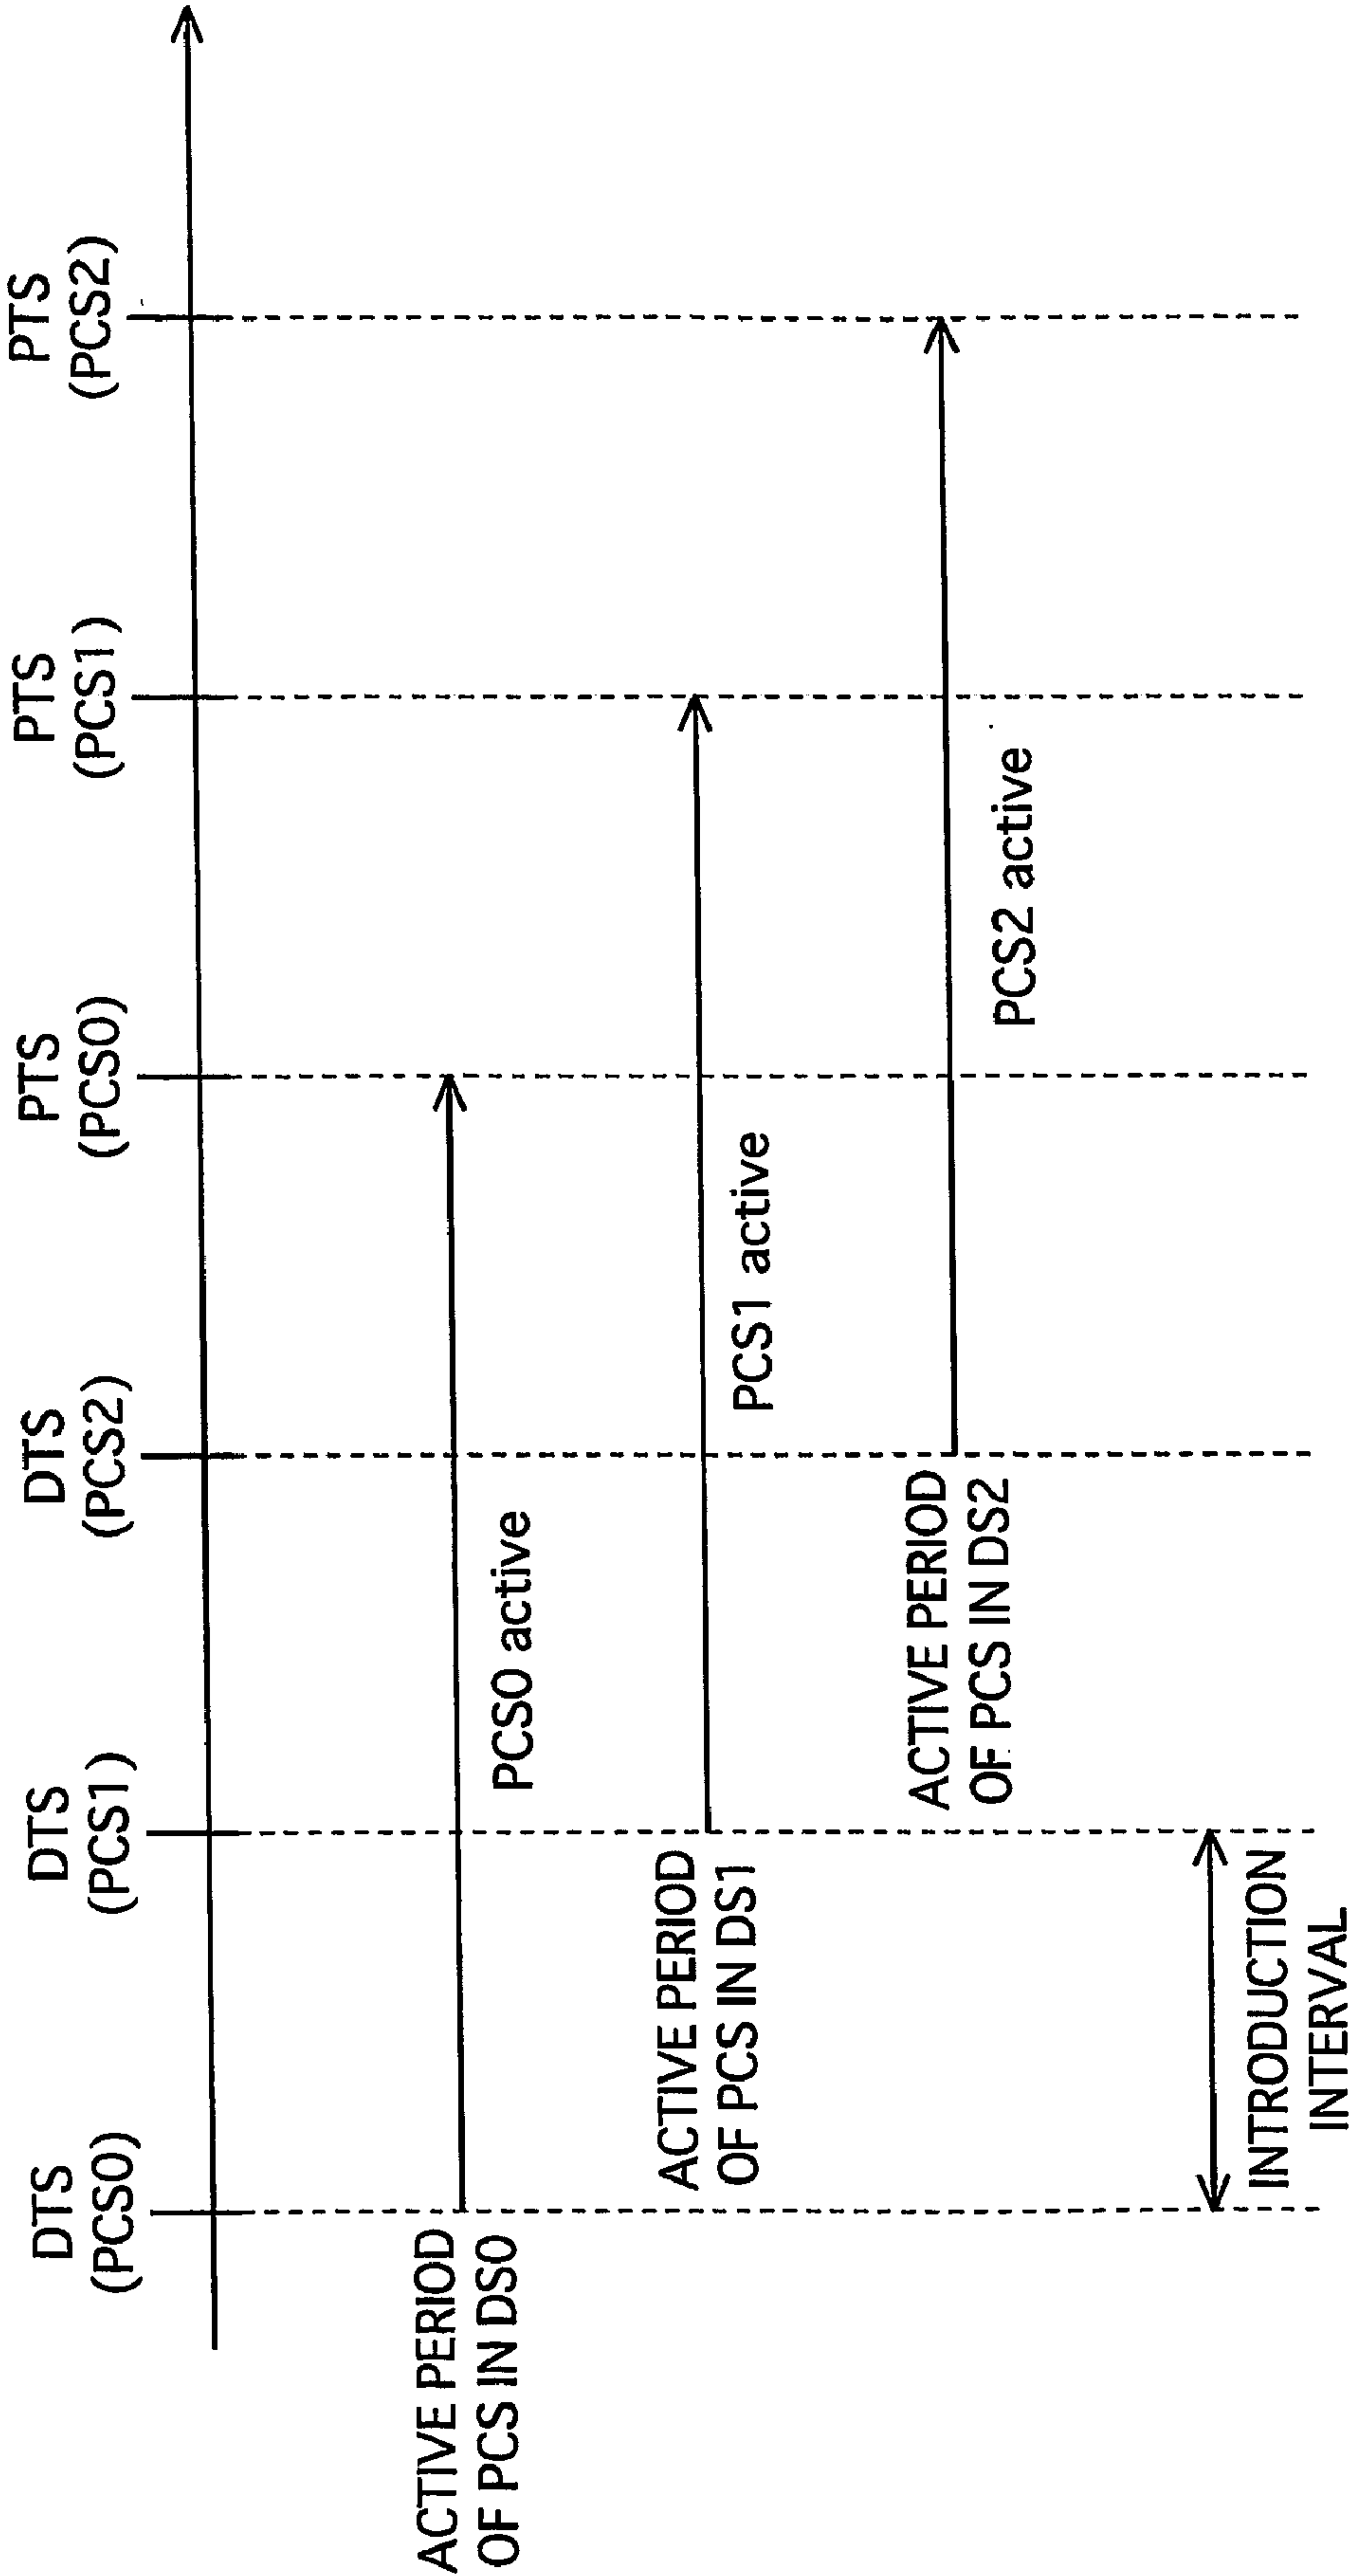 DTS
(PCS0)
DTS
(PCS1)
DTS
(PCS2)
PTS
(PCS0)
PTS
(PCS1)
PTS
(PCS2)
ACTIVE PERIOD
OF PCS IN DS0
PCS0 active
ACTIVE PERIOD
OF PCS IN DS1
PCS1 active
ACTIVE PERIOD
OF PCS IN DS2
PCS2 active
INTRODUCTION
INTERVAL